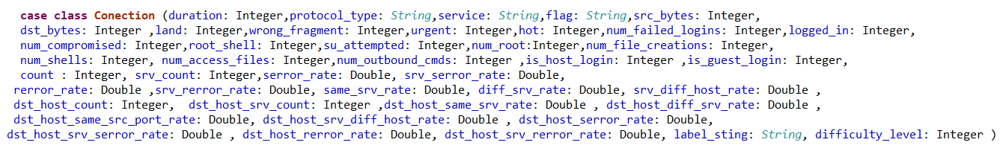 case class Conection (duration: Integer,protocol_type: String,service: String,flag: String,src_bytes: Integer,
dst_bytes: Integer ,land: Integer,wrong_fragment: Integer,urgent: Integer,hot: Integer,num_failed_logins: Integer,logged_in: Integer,
num_compromised: Integer,root_shell: Integer,su_attempted: Integer,num_root:Integer,num_file_creations: Integer,
num_shells: Integer, num_access_files: Integer,num_outbound_cmds: Integer ,is_host_login: Integer ,is_guest_login: Integer,
count : Integer, srv_count: Integer,serror_rate: Double, srv_serror_rate: Double,
rerror_rate: Double ,srv_rerror_rate: Double, same_srv_rate: Double, diff_srv_rate: Double, srv_diff_host_rate: Double ,
dst_host_count: Integer,  dst_host_srv_count: Integer ,dst_host_same_srv_rate: Double , dst_host_diff_srv_rate: Double ,
dst_host_same_src_port_rate: Double, dst_host_srv_diff_host_rate: Double , dst_host_serror_rate: Double,
dst_host_srv_serror_rate: Double , dst_host_rerror_rate: Double, dst_host_srv_rerror_rate: Double, label_sting: String, difficulty_level: Integer )